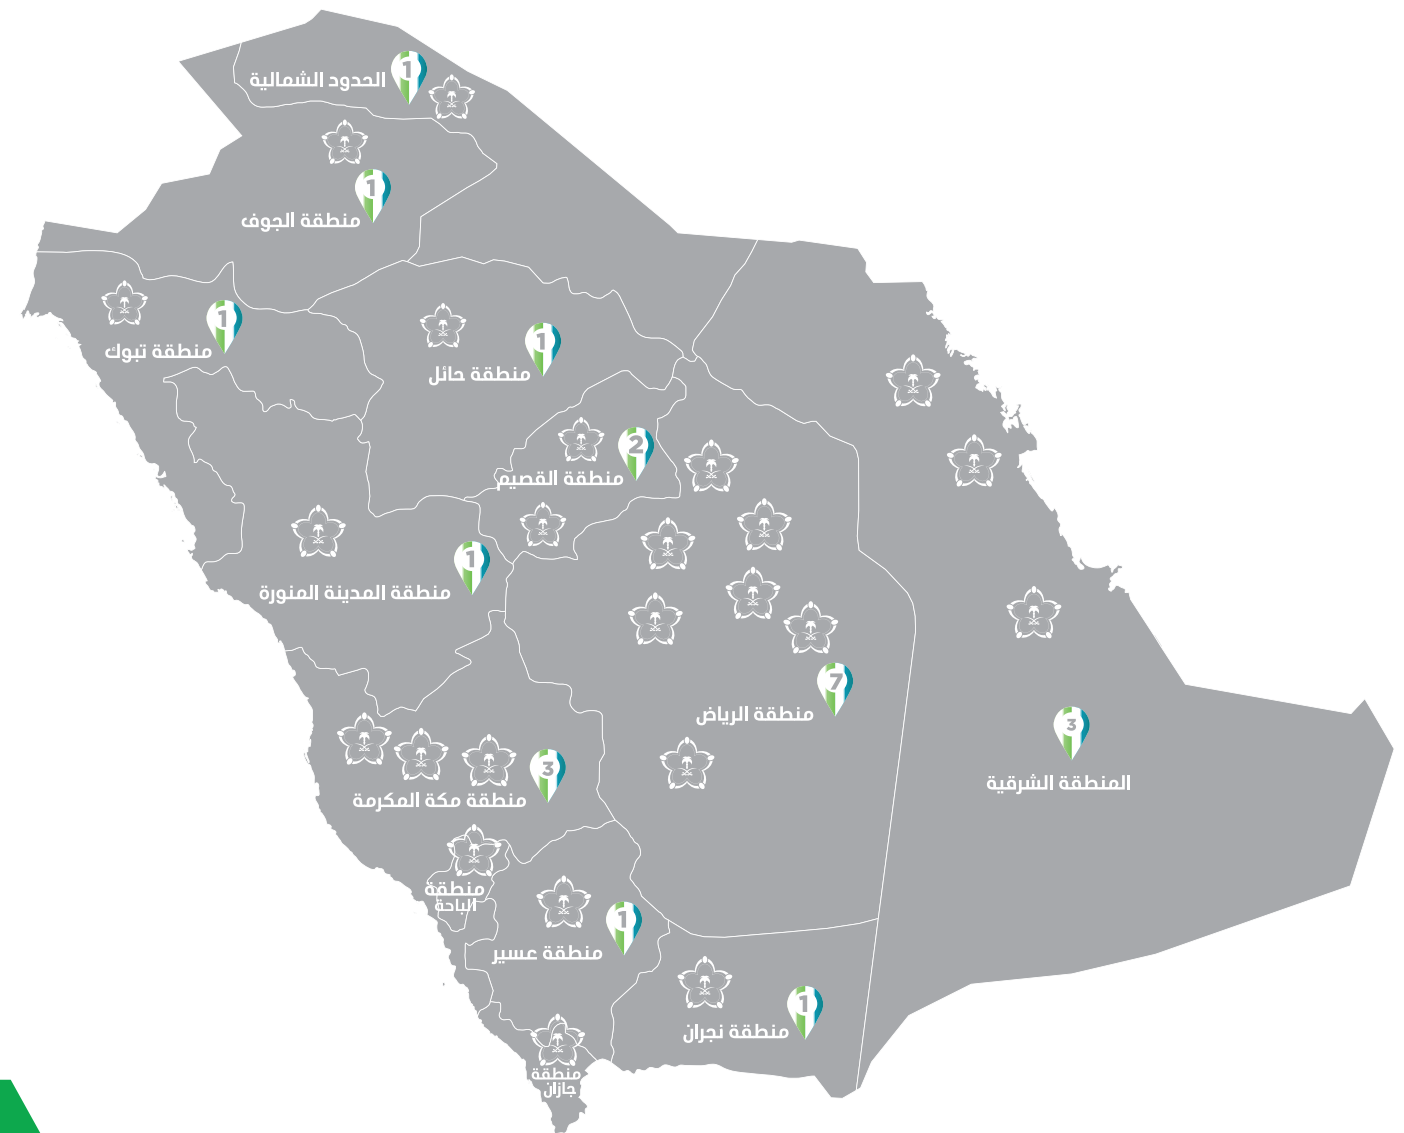 الحدود الشمالية
1
1
منطقة الجوف
1
منطقة تبوك
1
منطقة حائل
2
منطقة القصيم
1
منطقة المدينة المنورة
7
منطقة الرياض
3
المنطقة الشرقية
3
منطقة مكة المكرمة
منطقة
الباحة
1
منطقة عسير
1
منطقة نجران
منطقة
جازان